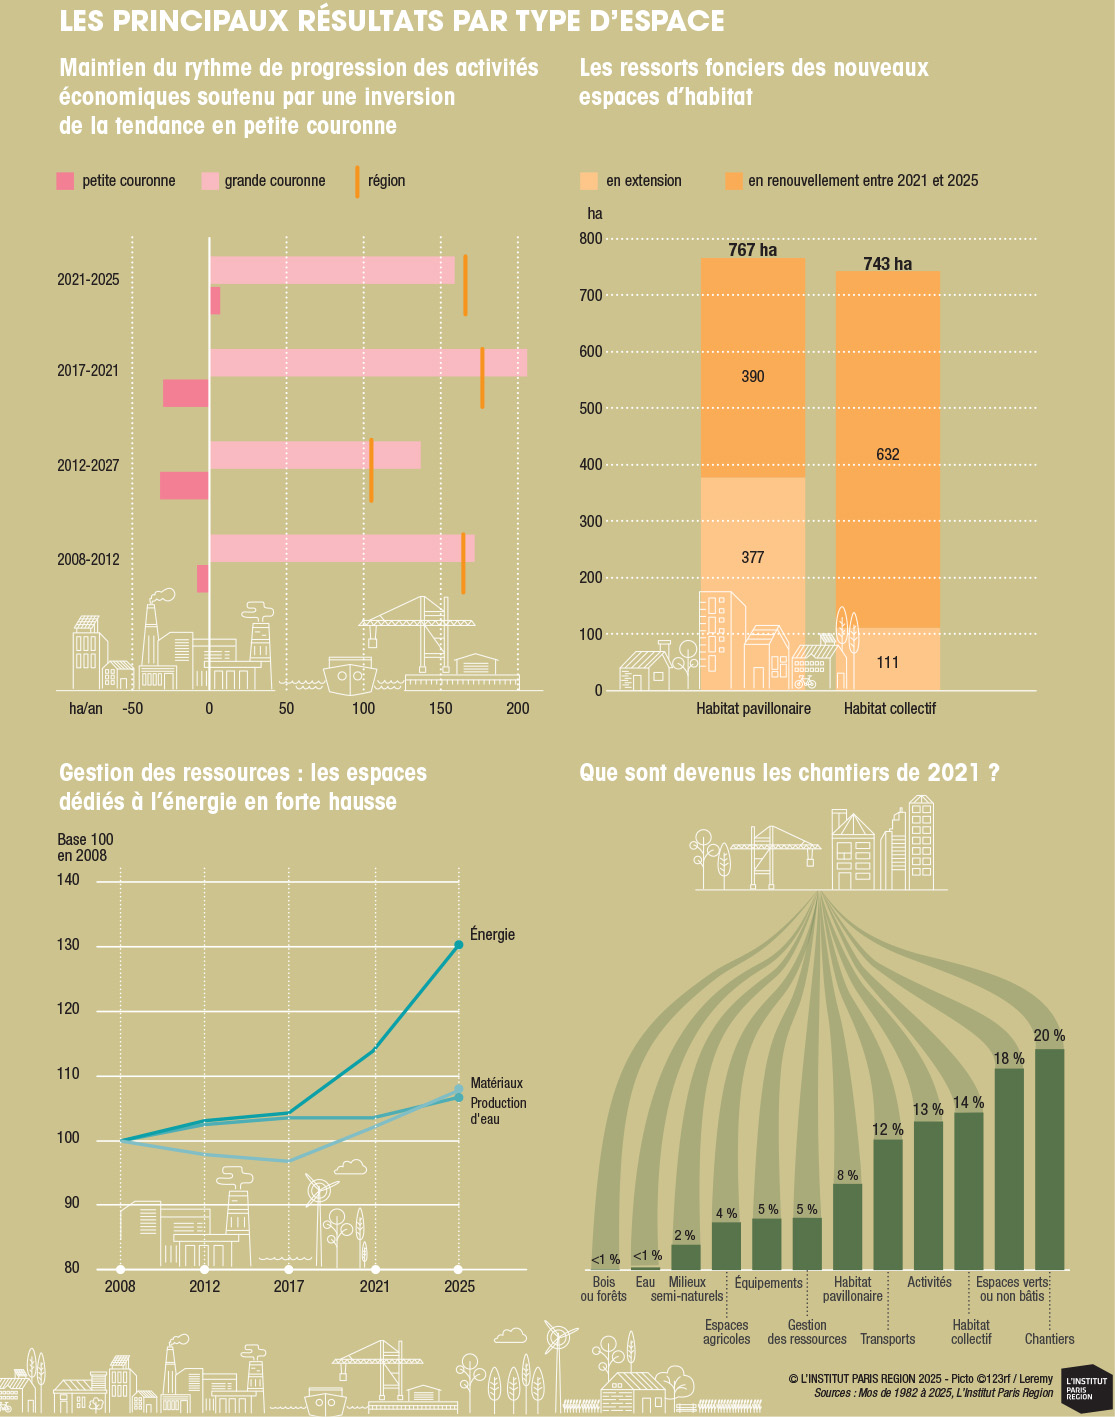 LES PRINCIPAUX RÉSULTATS PAR TYPE D'ESPACE
Maintien du rythme de progression des activités
économiques soutenu par une inversion
de la tendance en petite couronne
petite couronne
grande couronne
région
2021-2025
2017-2021
2012-2027
2008-2012
ha/an
-50
0
50
100
150
200
Les ressorts fonciers des nouveaux
espaces d'habitat
en extension
en renouvellement entre 2021 et 2025
ha
800
700
600
500
400
300
200
100
0
767 ha
743 ha
390
632
377
111
Habitat pavillonaire
Habitat collectif
Gestion des ressources : les espaces
dédiés à l'énergie en forte hausse
Base 100
en 2008
140
130
120
110
100
90
80
Énergie
Matériaux
Production
d'eau
2008
2012
2017
2021
2025
Que sont devenus les chantiers de 2021 ?
<1 %
<1 %
2 %
4 %
5 %
5 %
8 %
12 %
13 %
14 %
18 %
20 %
Bois
ou forêts
Eau
Milieux
semi-naturels
Espaces
agricoles
Équipements
Gestion
des ressources
Habitat
pavillonaire
Transports
Activités
Habitat
collectif
Espaces verts
ou non bâtis
Chantiers
© L'INSTITUT PARIS REGION 2025 - Picto ©123rf / Leremy
Sources : Mos de 1982 à 2025, L'Institut Paris Region
L'INSTITUT
PARIS
REGION